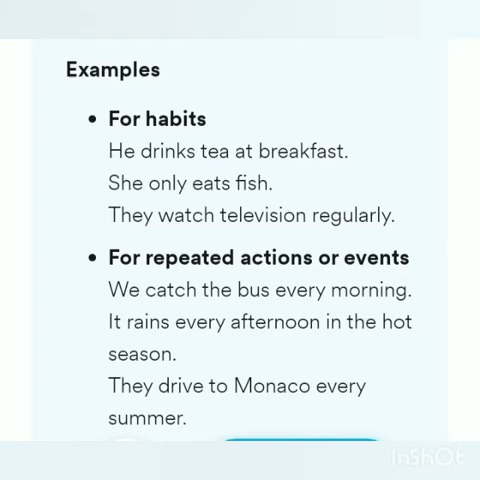 Examples
For habits
He drinks tea at breakfast.
She only eats fish.
They watch television regularly.
For repeated actions or events
We catch the bus every morning.
It rains every afternoon in the hot
season.
They drive to Monaco every
summer.
InShOt